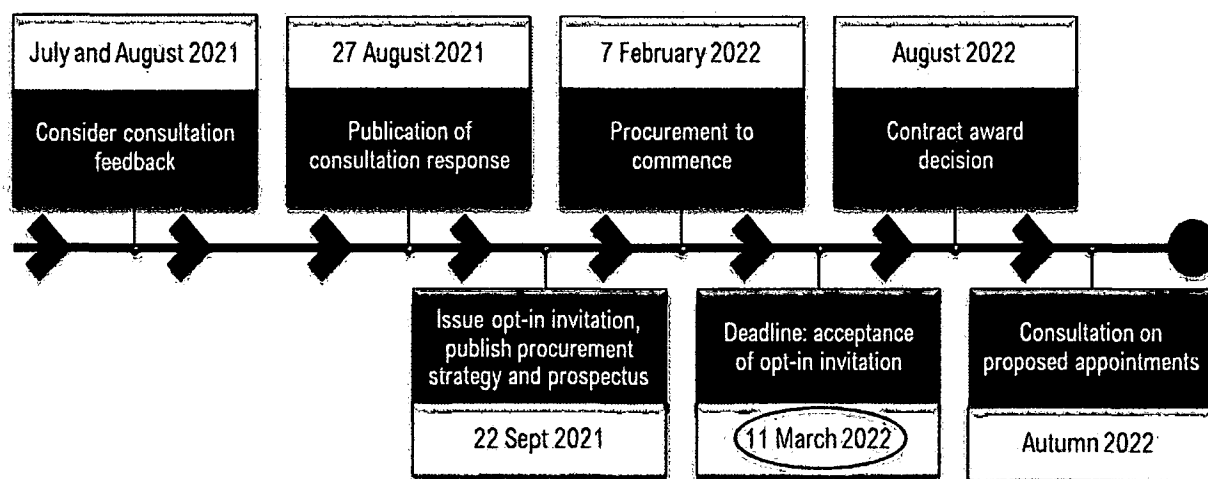 July and August 2021
Consider consultation
feedback
27 August 2021
Publication of
consultation response
7 February 2022
Procurement to
commence
August 2022
Contract award
decision
Issue opt-in invitation,
publish procurement
strategy and prospectus
22 Sept 2021
Deadline: acceptance
of opt-in invitation
11 March 2022
Consultation on
proposed appointments
Autumn 2022